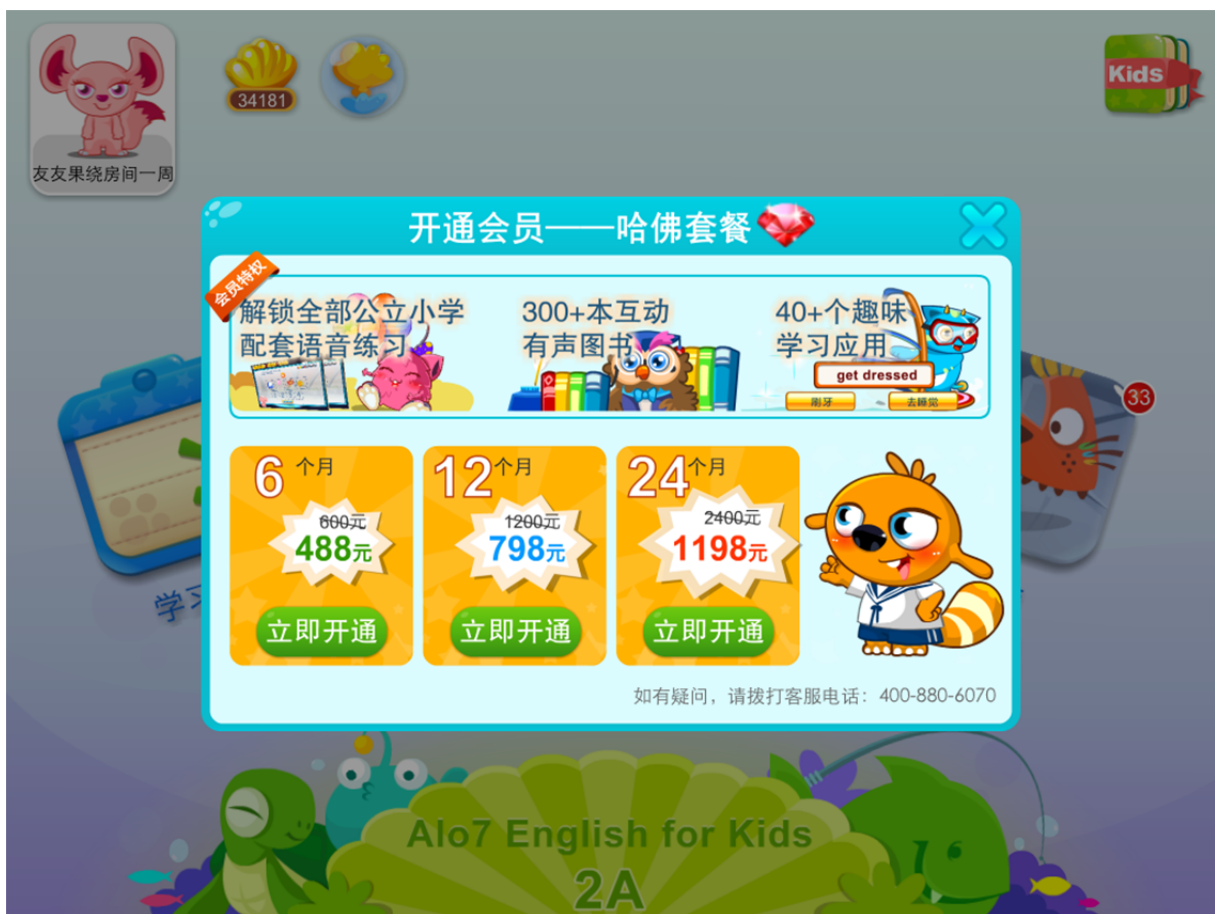 34181
Kids
友友果绕房间一周
开通会员——哈佛套餐
会员特权
解锁全部公立小学
配套语音练习
300+本互动
有声图书
40+个趣味
学习应用
get dressed
刷牙
去睡觉
33
6个月
600元
488元
立即开通
12个月
1200元
798元
立即开通
24个月
2400元
1198元
立即开通
学习
如有疑问，请拨打客服电话：400-880-6070
Alo7 English for Kids
2A